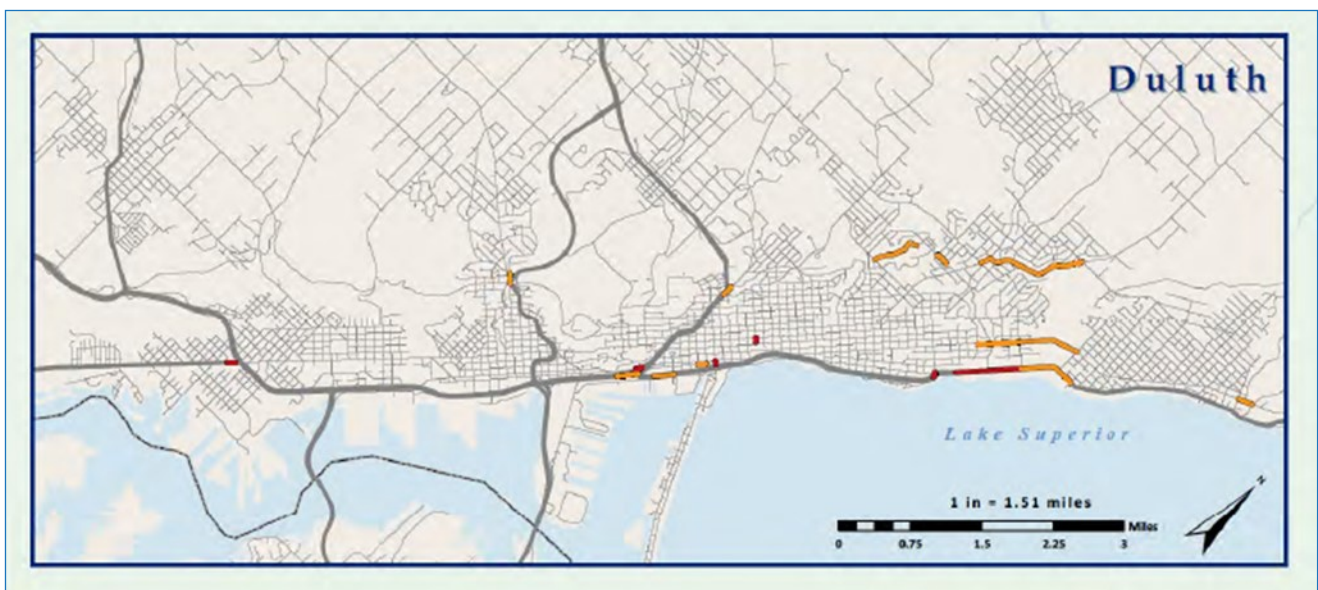 Duluth
Lake Superior
1 in = 1.51 miles
Miles
0 0.75 1.5 2.25 3
N